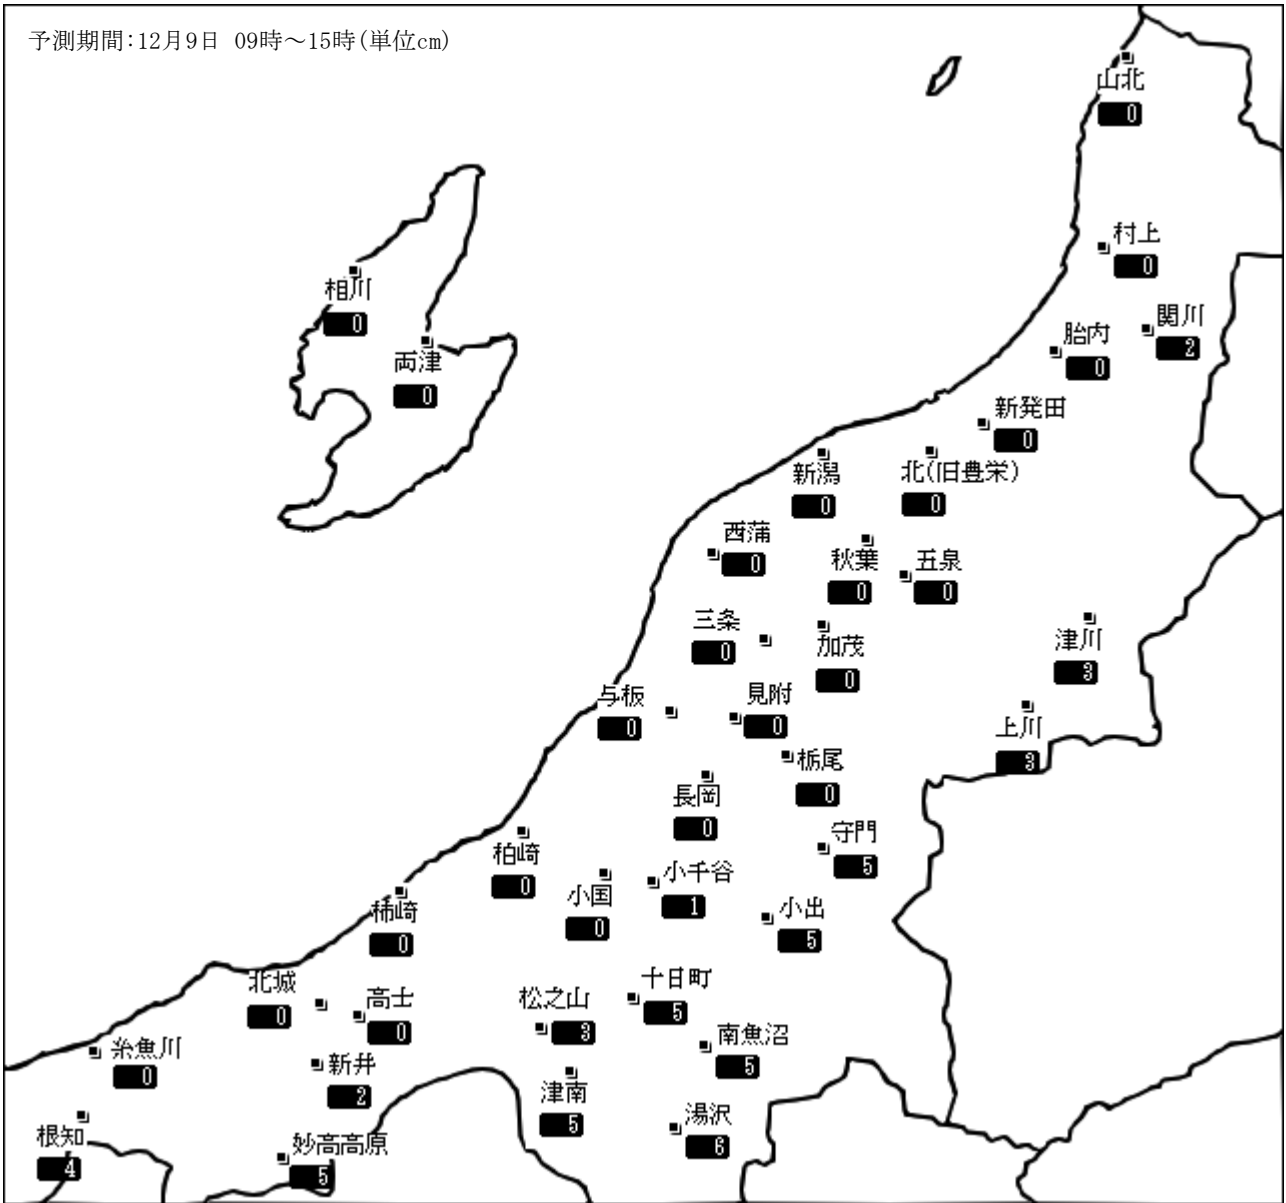 予測期間:12月9日 09時～15時(単位cm)
山北
0
村上
0
相川
0
関川
2
胎内
0
両津
0
新発田
0
新潟
0
北(旧豊栄)
0
西蒲
0
秋葉
0
五泉
0
三条
0
加茂
0
津川
3
与板
0
見附
0
上川
3
栃尾
0
長岡
0
守門
5
柏崎
0
小千谷
1
小国
0
小出
5
柿崎
0
北城
0
高士
0
松之山
3
十日町
5
南魚沼
5
糸魚川
0
新井
2
津南
5
湯沢
6
根知
4
妙高高原
5